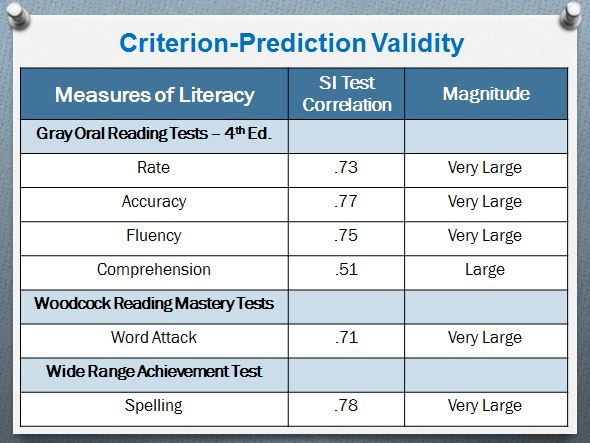 Criterion-Prediction Validity
Measures of Literacy SI Test Correlation Magnitude
Gray Oral Reading Tests – 4th Ed.
Rate .73 Very Large
Accuracy .77 Very Large
Fluency .75 Very Large
Comprehension .51 Large
Woodcock Reading Mastery Tests
Word Attack .71 Very Large
Wide Range Achievement Test
Spelling .78 Very Large